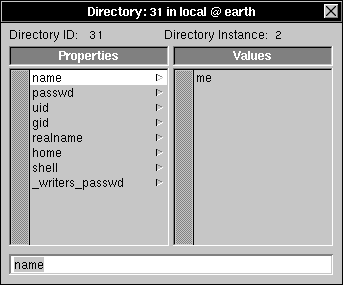 Directory: 31 in local @ earth
Directory ID: 31 Directory Instance: 2
Properties Values
name me
passwd
uid
gid
realname
home
shell
_writers_passwd
name